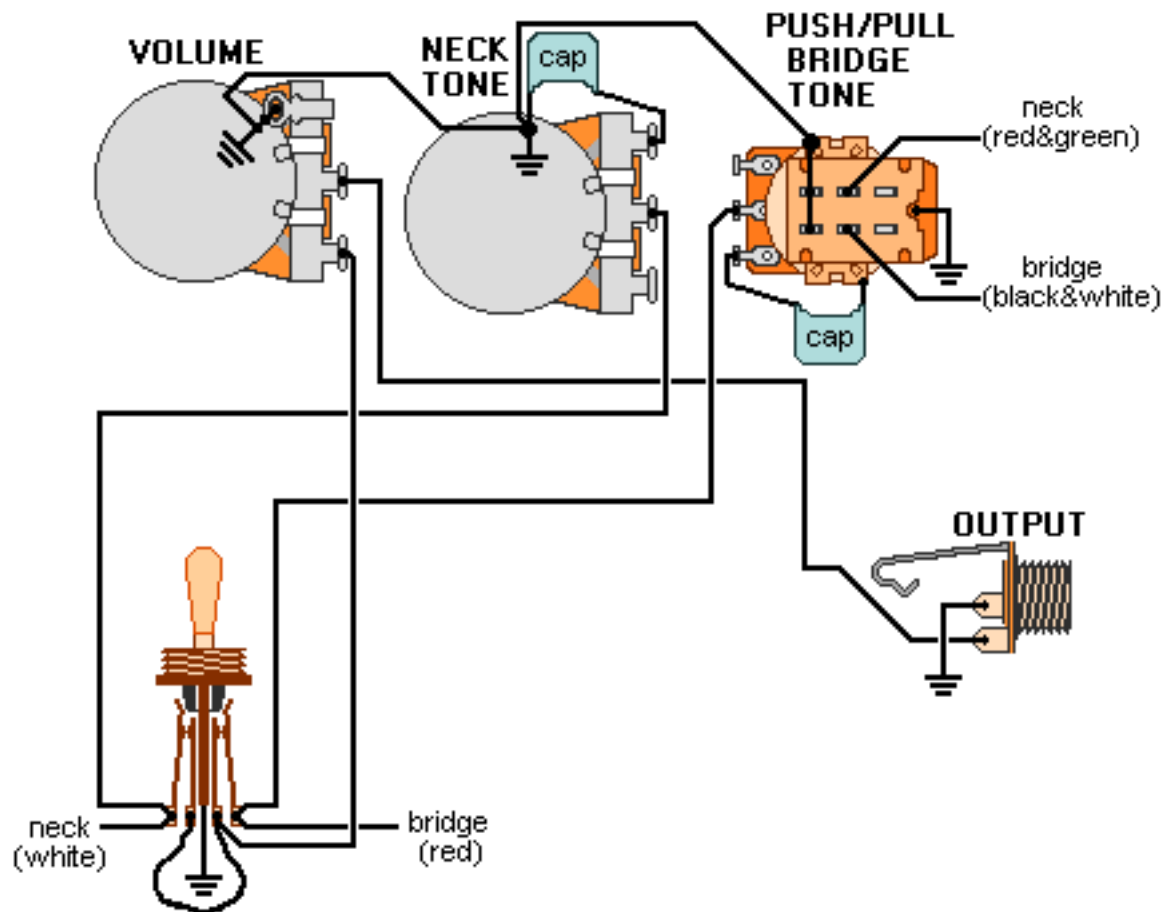 VOLUME
NECK
TONE
cap
PUSH/PULL
BRIDGE
TONE
neck
(red&green)
bridge
(black&white)
cap
OUTPUT
neck
(white)
bridge
(red)